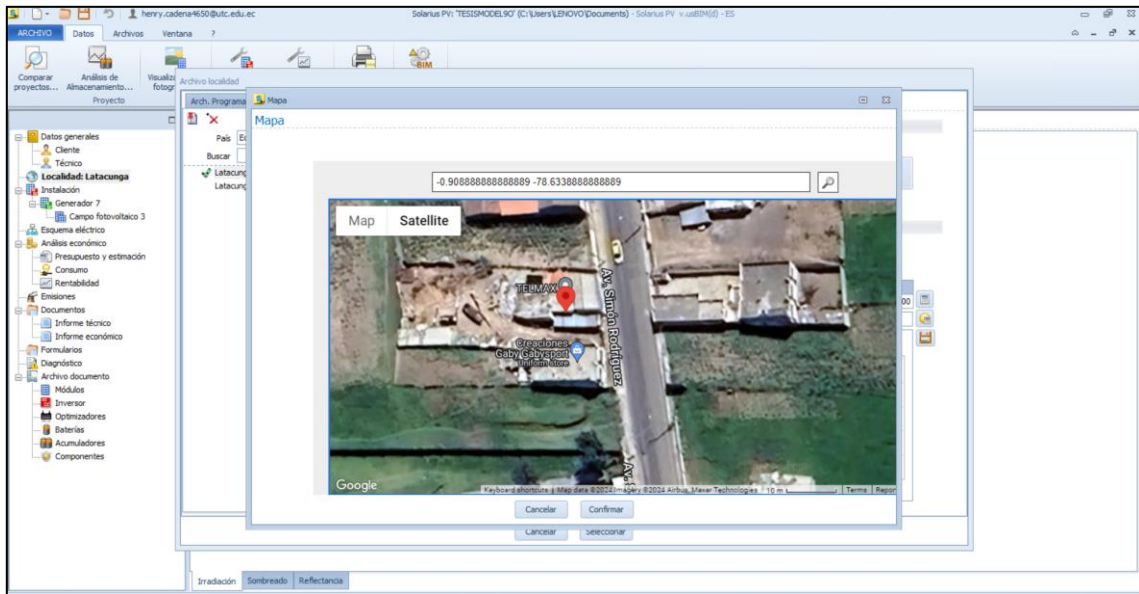 henry.cadena4650@utc.edu.ec
Solarius PV: 'TESISMODEL90' (C:\Users\LENOVO\Documents) - Solarius PV v.usBIM(d) - ES
ARCHIVO Datos Archivos Ventana ?
Comparar proyectos...
Análisis de Almacenamiento...
BIM
Proyecto
Archivo localidad
Arch. Programa
Mapa
Mapa
País
Buscar
-0.908888888888889 -78.6338888888889
Map Satellite
TELMAX
Creaciones
Gaby Gabysport
Uniform store
Av. Simón Rodríguez
Google
Keyboard shortcuts
Map data ©2024 Imagery ©2024 Airbus, Maxar Technologies
10 m
Terms
Cancelar Confirmar
Cancelar Seleccionar
00
Datos generales
Cliente
Técnico
Localidad: Latacunga
Instalación
Generador 7
Campo fotovoltaico 3
Esquema eléctrico
Análisis económico
Presupuesto y estimación
Consumo
Rentabilidad
Emisiones
Documentos
Informe técnico
Informe económico
Formularios
Diagnóstico
Archivo documento
Módulos
Inversor
Optimizadores
Baterías
Acumuladores
Componentes
Irradiación Sombreado Reflectancia